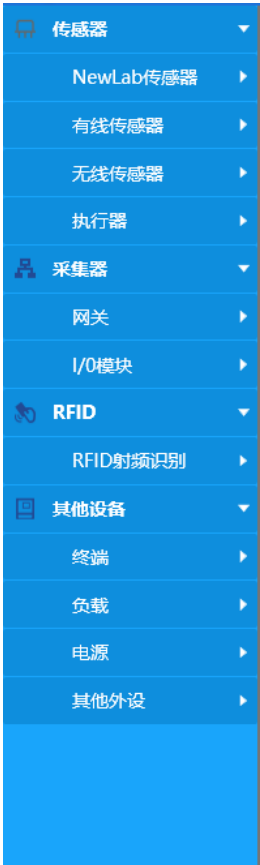 传感器
NewLab传感器
有线传感器
无线传感器
执行器
采集器
网关
I/0模块
RFID
RFID射频识别
其他设备
终端
负载
电源
其他外设